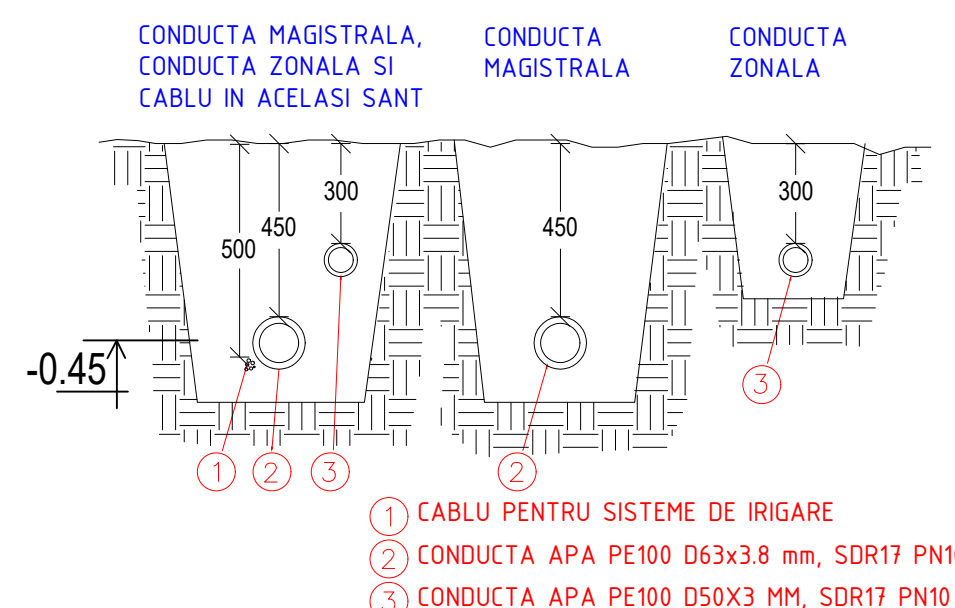 CONDUCTA MAGISTRALA,
CONDUCTA ZONALA SI
CABLU IN ACELASI SANT
CONDUCTA
MAGISTRALA
CONDUCTA
ZONALA
300
450
500
450
300
-0.45
3
1
2
3
2
1 CABLU PENTRU SISTEME DE IRIGARE
2 CONDUCTA APA PE100 D63x3.8 mm, SDR17 PN10
3 CONDUCTA APA PE100 D50X3 MM, SDR17 PN10